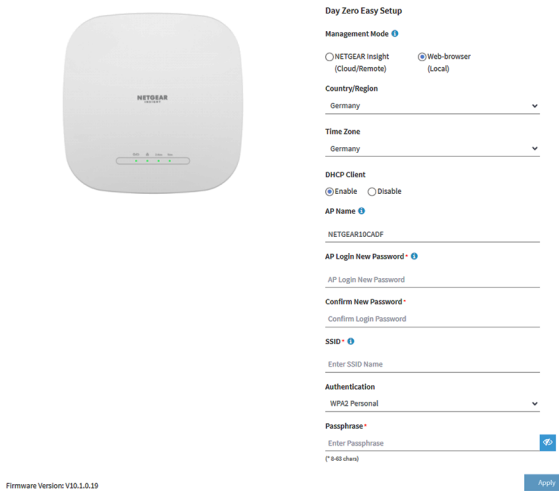 Day Zero Easy Setup
Management Mode
NETGEAR Insight
(Cloud/Remote)
Web-browser
(Local)
Country/Region
Germany
Time Zone
Germany
DHCP Client
Enable
Disable
AP Name
NETGEAR10CADF
AP Login New Password*
AP Login New Password
Confirm New Password*
Confirm Login Password
SSID*
Enter SSID Name
Authentication
WPA2 Personal
Passphrase*
Enter Passphrase
(* 8-63 chars)
Apply
NETGEAR
Firmware Version: V10.1.0.19